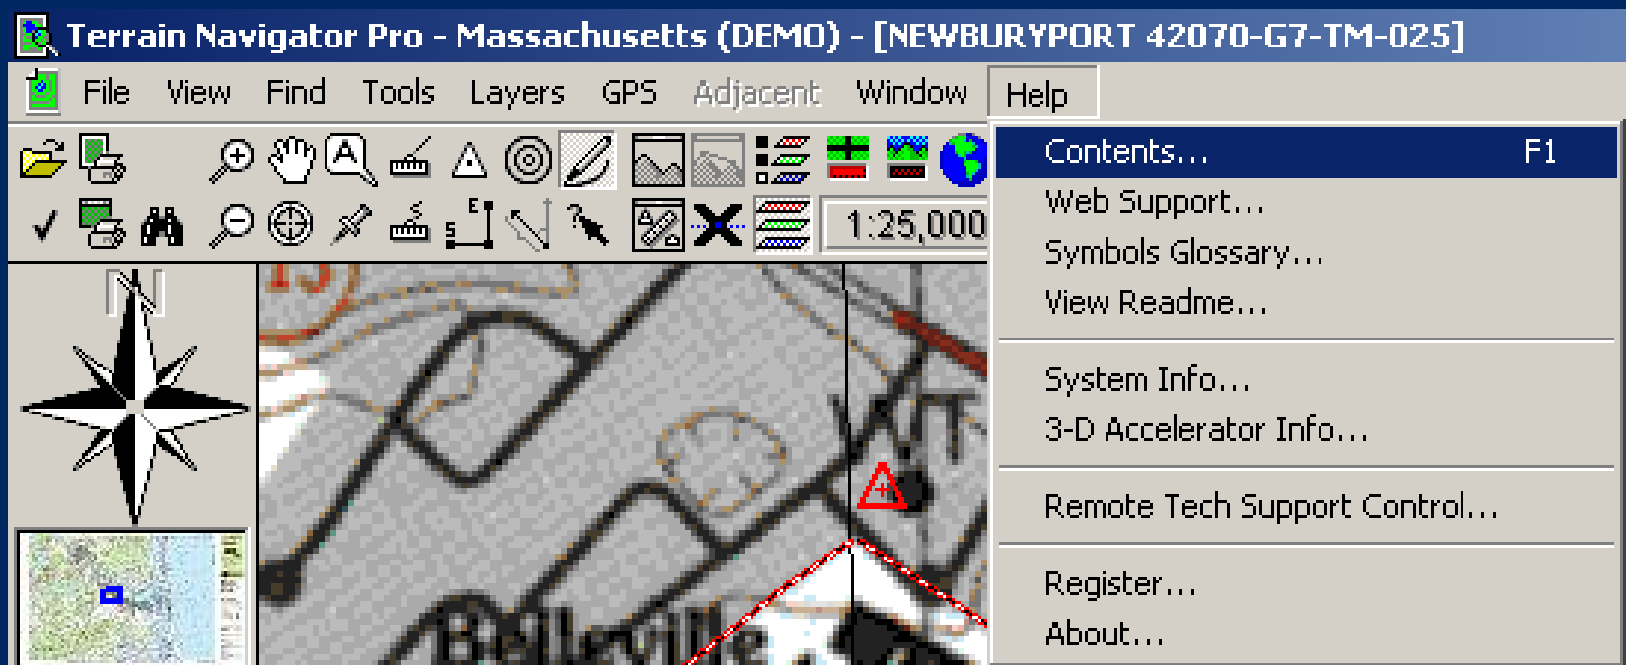 Terrain Navigator Pro - Massachusetts (DEMO) - [NEWBURYPORT 42070-G7-TM-025]
File View Find Tools Layers GPS Adjacent Window Help
Contents... F1
Web Support...
Symbols Glossary...
View Readme...
System Info...
3-D Accelerator Info...
Remote Tech Support Control...
Register...
About...
A
E
S
?
1:25,000
N
13
Belleville